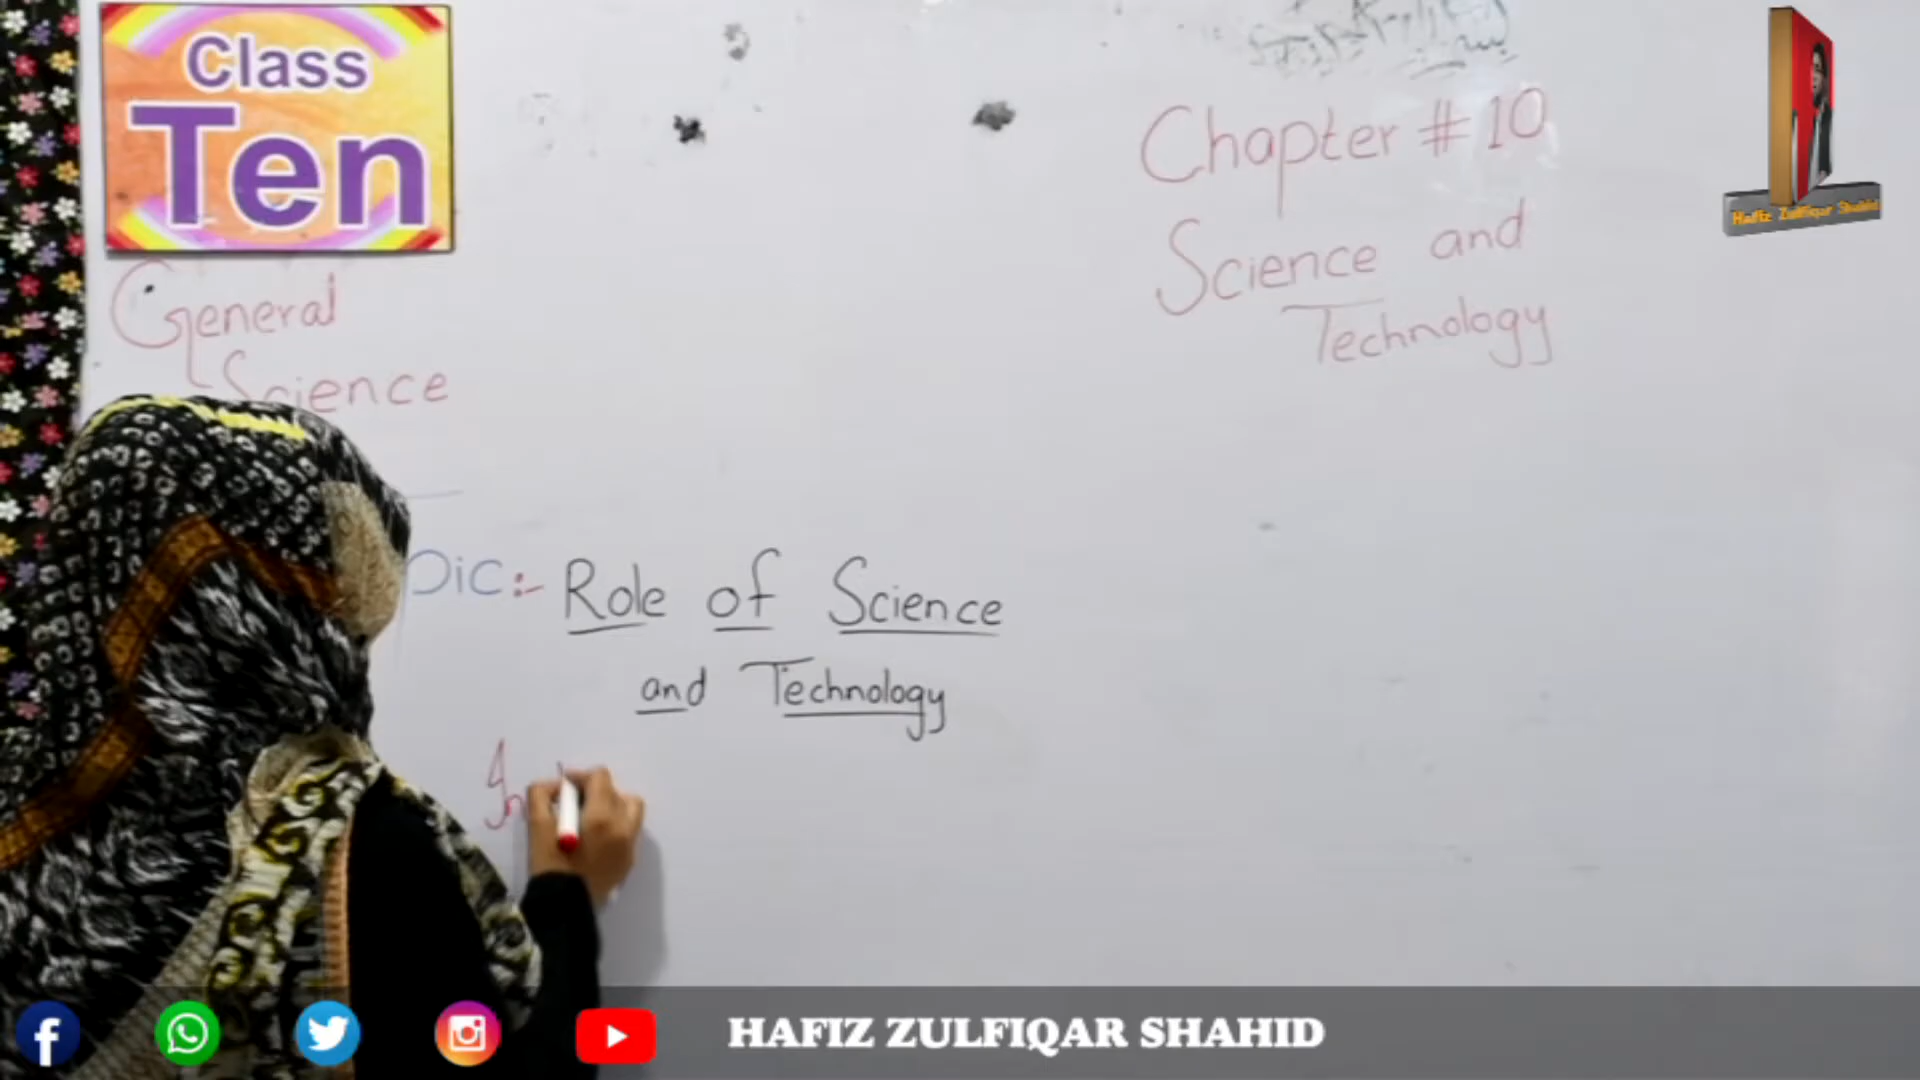 Class
Ten
Chapter # 10
Science and
Technology
Hafiz Zulfiqar Shahid
General
Science
pic:- Role of Science
and Technology
In
HAFIZ ZULFIQAR SHAHID